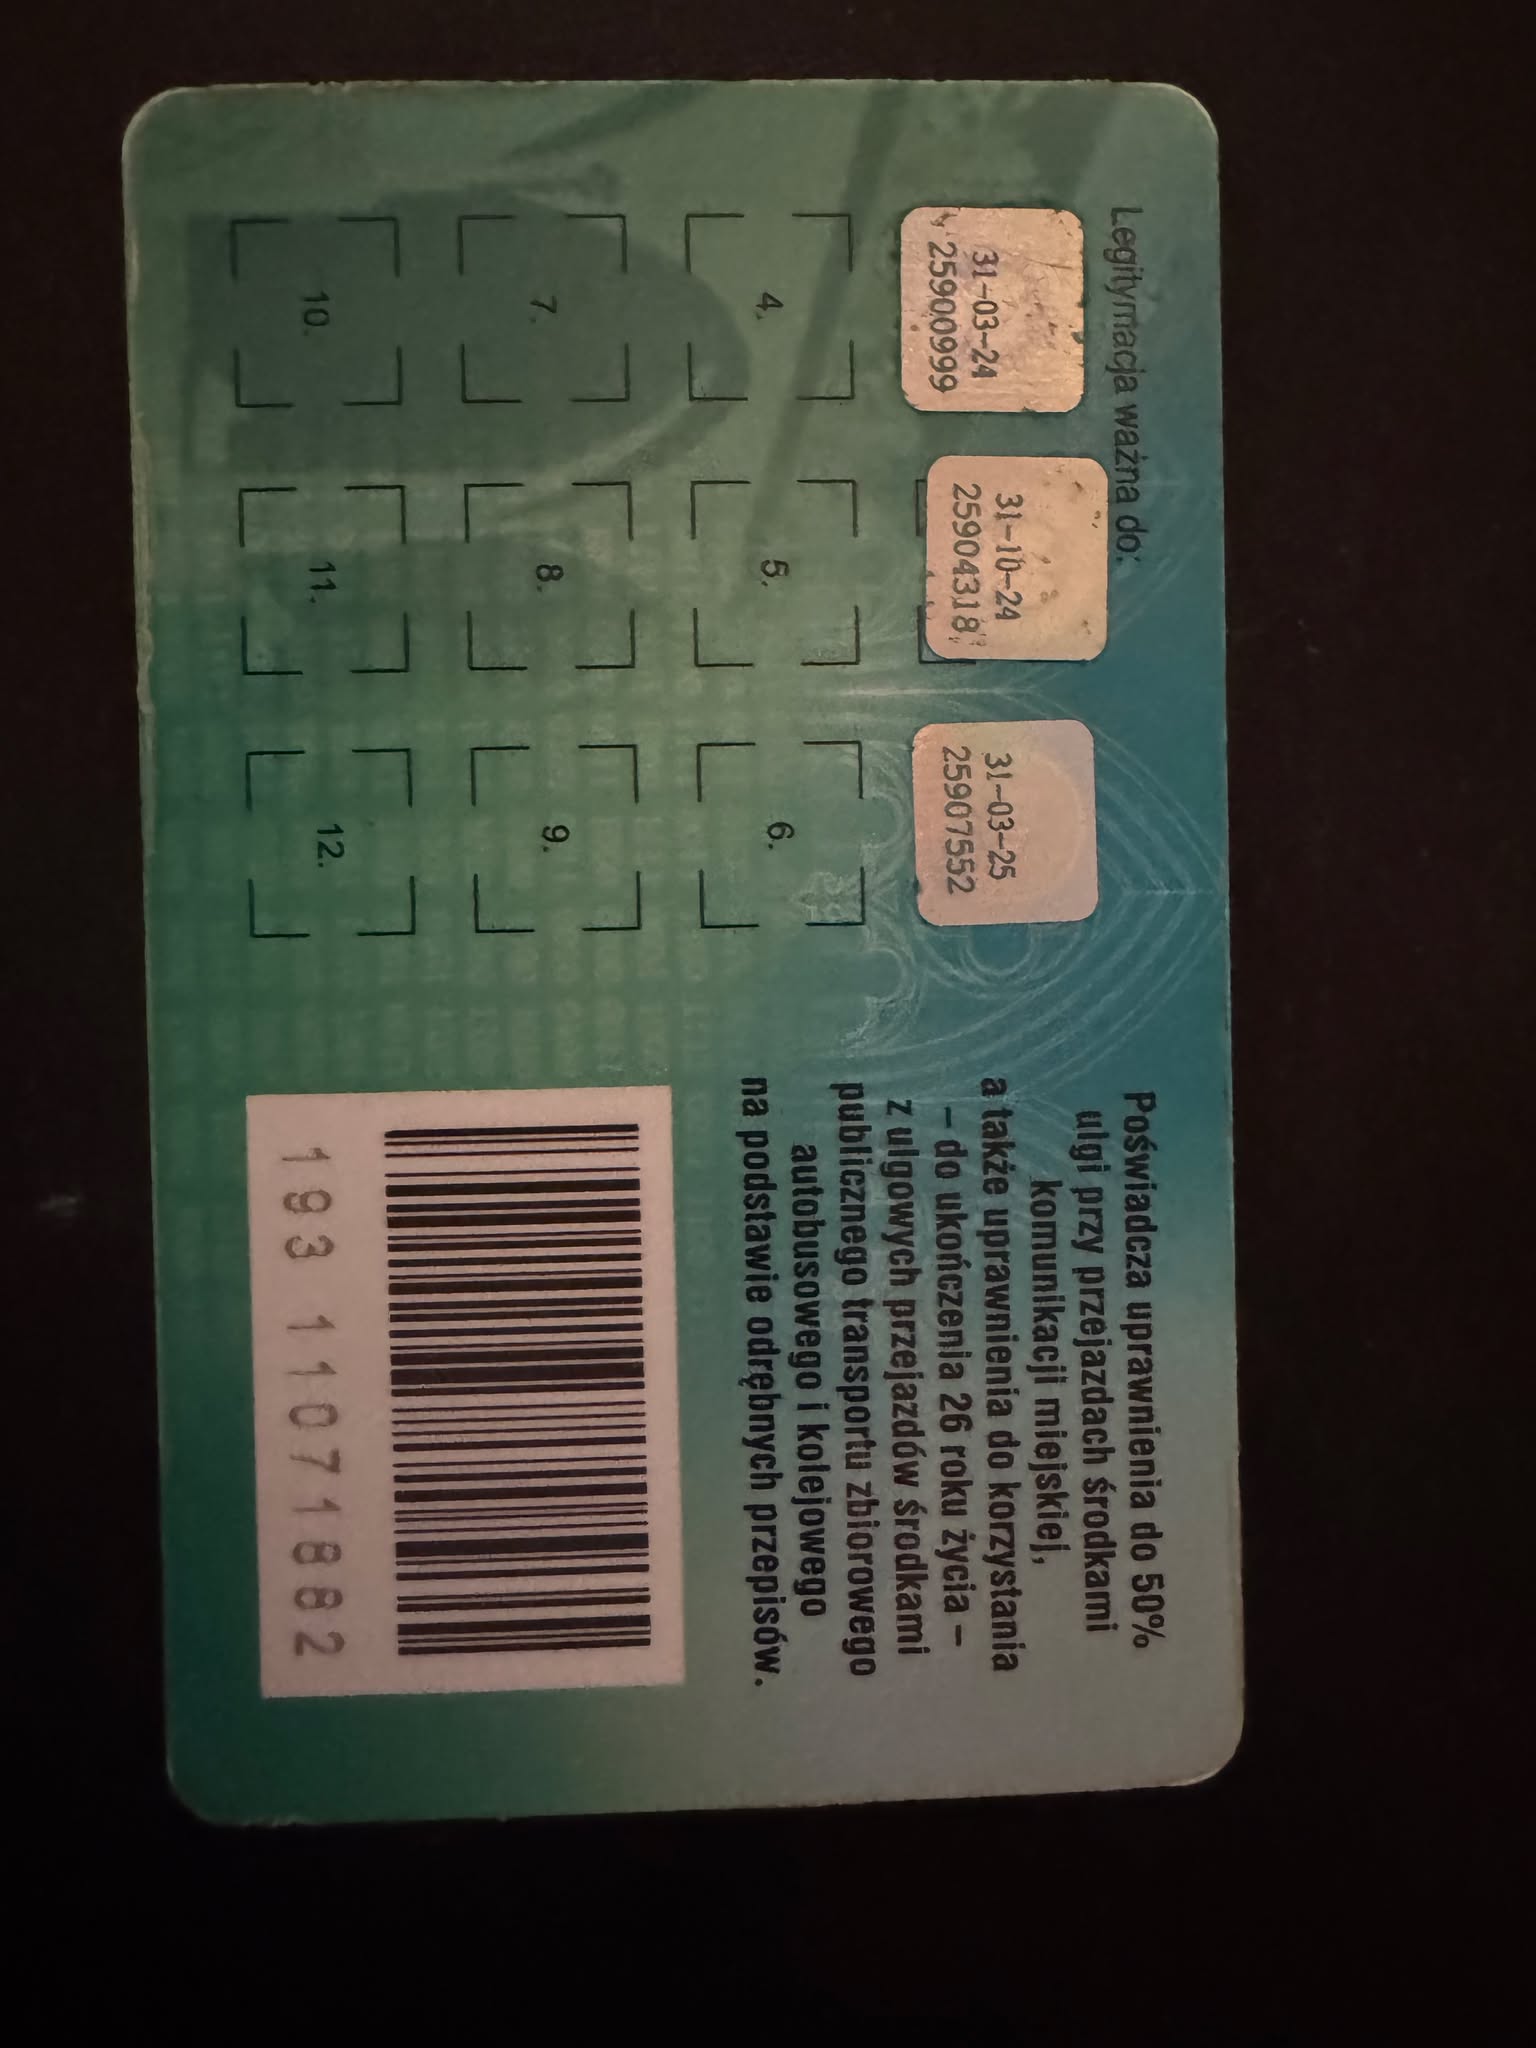 Legitymacja ważna do:
31-03-24
25900999
31-10-24
25904318
31-03-25
25907552
4.
5.
6.
7.
8.
9.
10.
11.
12.
Poświadcza uprawnienia do 50%
ulgi przy przejazdach środkami
komunikacji miejskiej,
a także uprawnienia do korzystania
– do ukończenia 26 roku życia –
z ulgowych przejazdów środkami
publicznego transportu zbiorowego
autobusowego i kolejowego
na podstawie odrębnych przepisów.
193 11071882